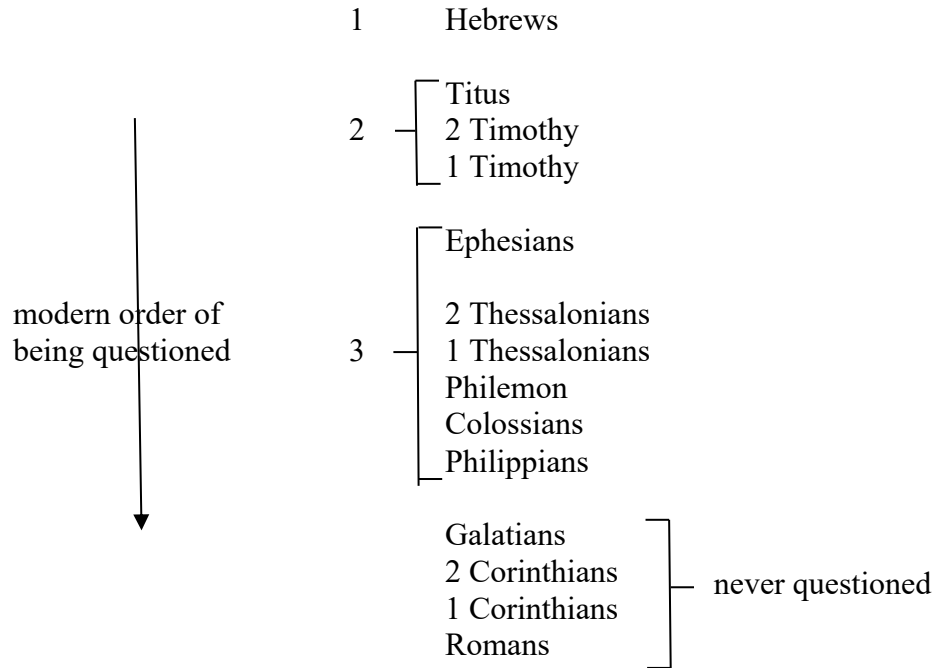 1 Hebrews
Titus
2 2 Timothy
1 Timothy
Ephesians
modern order of 2 Thessalonians
being questioned 3 1 Thessalonians
Philemon
Colossians
Philippians
Galatians
2 Corinthians never questioned
1 Corinthians
Romans